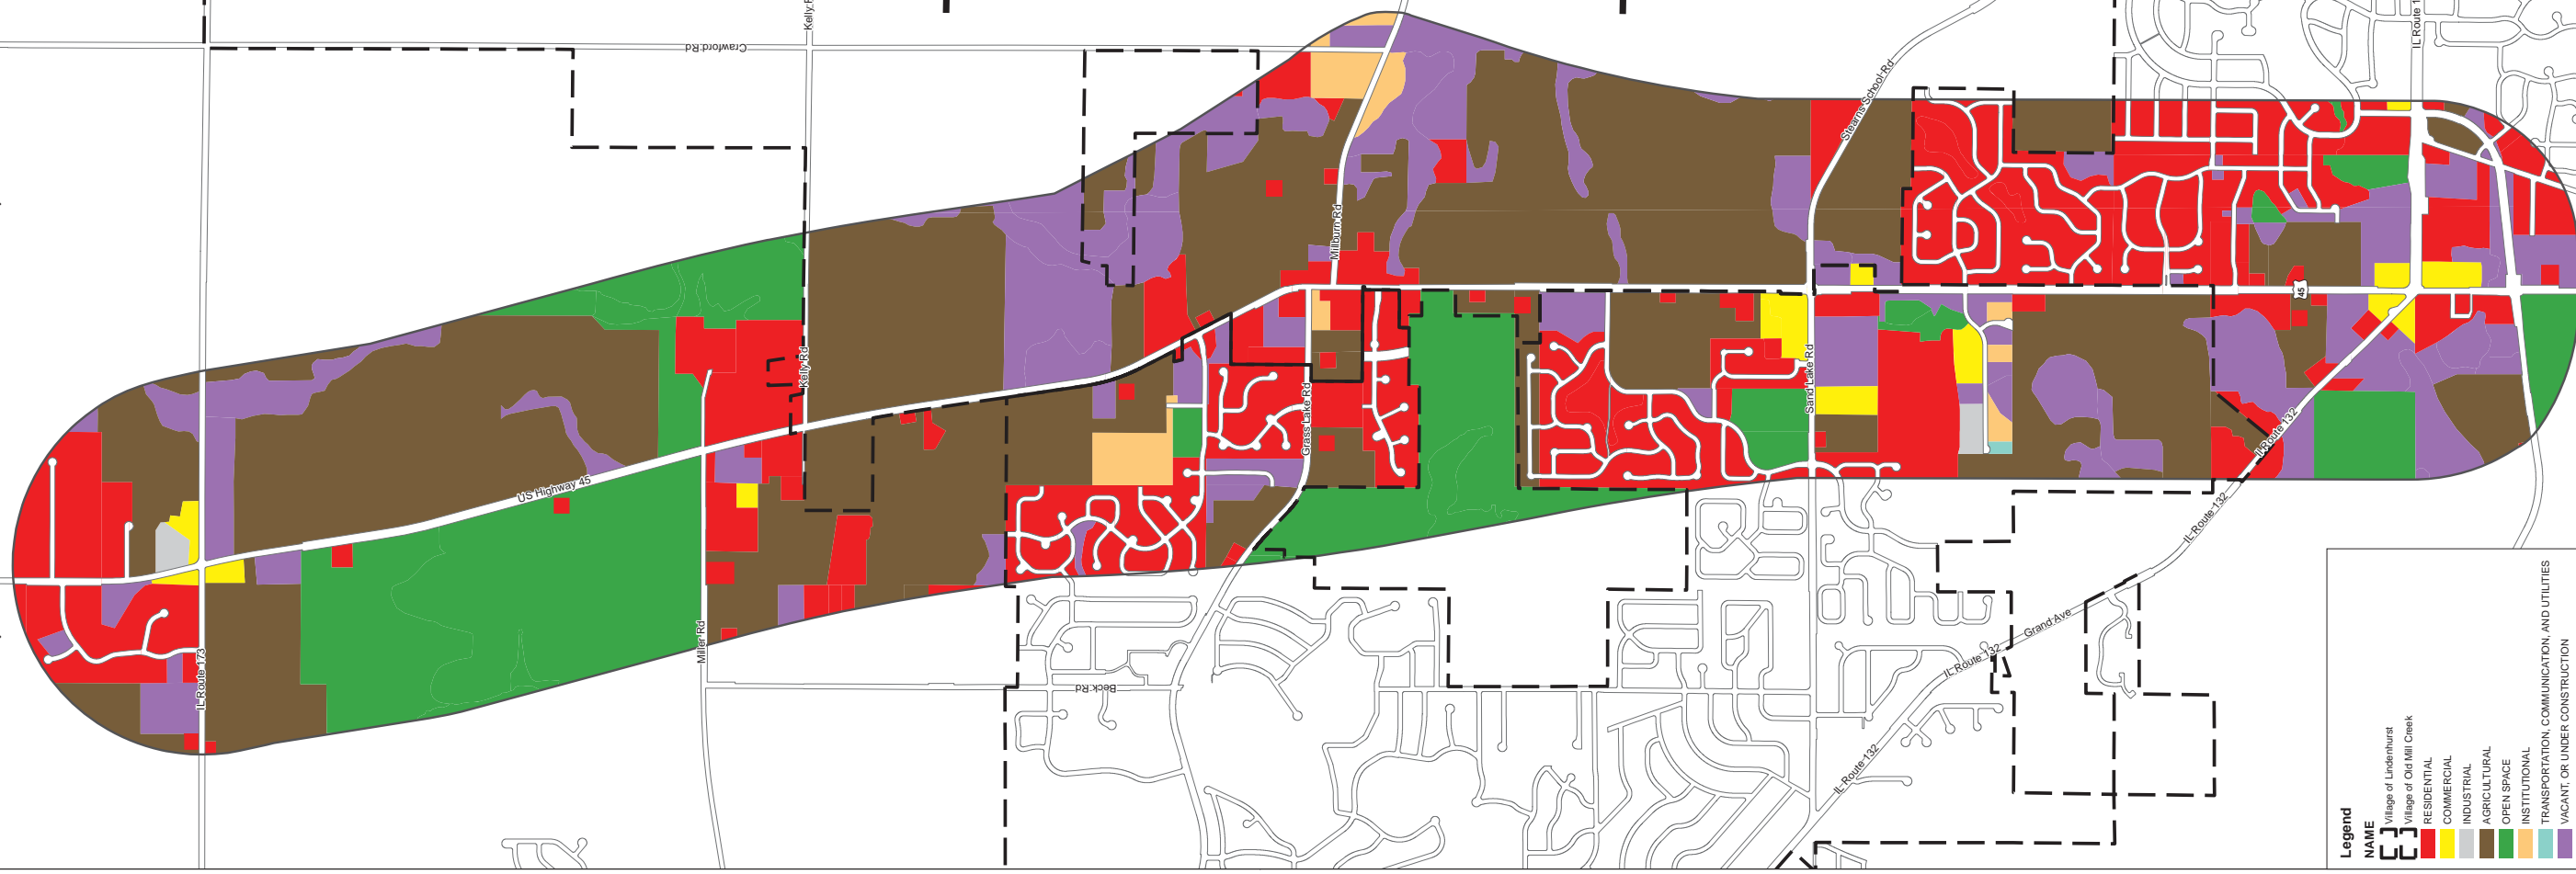 Crawford Rd
Kelly R
Stearns School Rd
IL Route 1
Millburn Rd
45
Kelly Rd
Sand Lake Rd
Grass Lake Rd
US Highway 45
IL Route 132
IL Route 132
Miller Rd
IL Route 173
Beck Rd
Grand Ave
IL Route 132
IL Route 132
Legend
NAME
Village of Lindenhurst
Village of Old Mill Creek
RESIDENTIAL
COMMERCIAL
INDUSTRIAL
AGRICULTURAL
OPEN SPACE
INSTITUTIONAL
TRANSPORTATION, COMMUNICATION, AND UTILITIES
VACANT, OR UNDER CONSTRUCTION